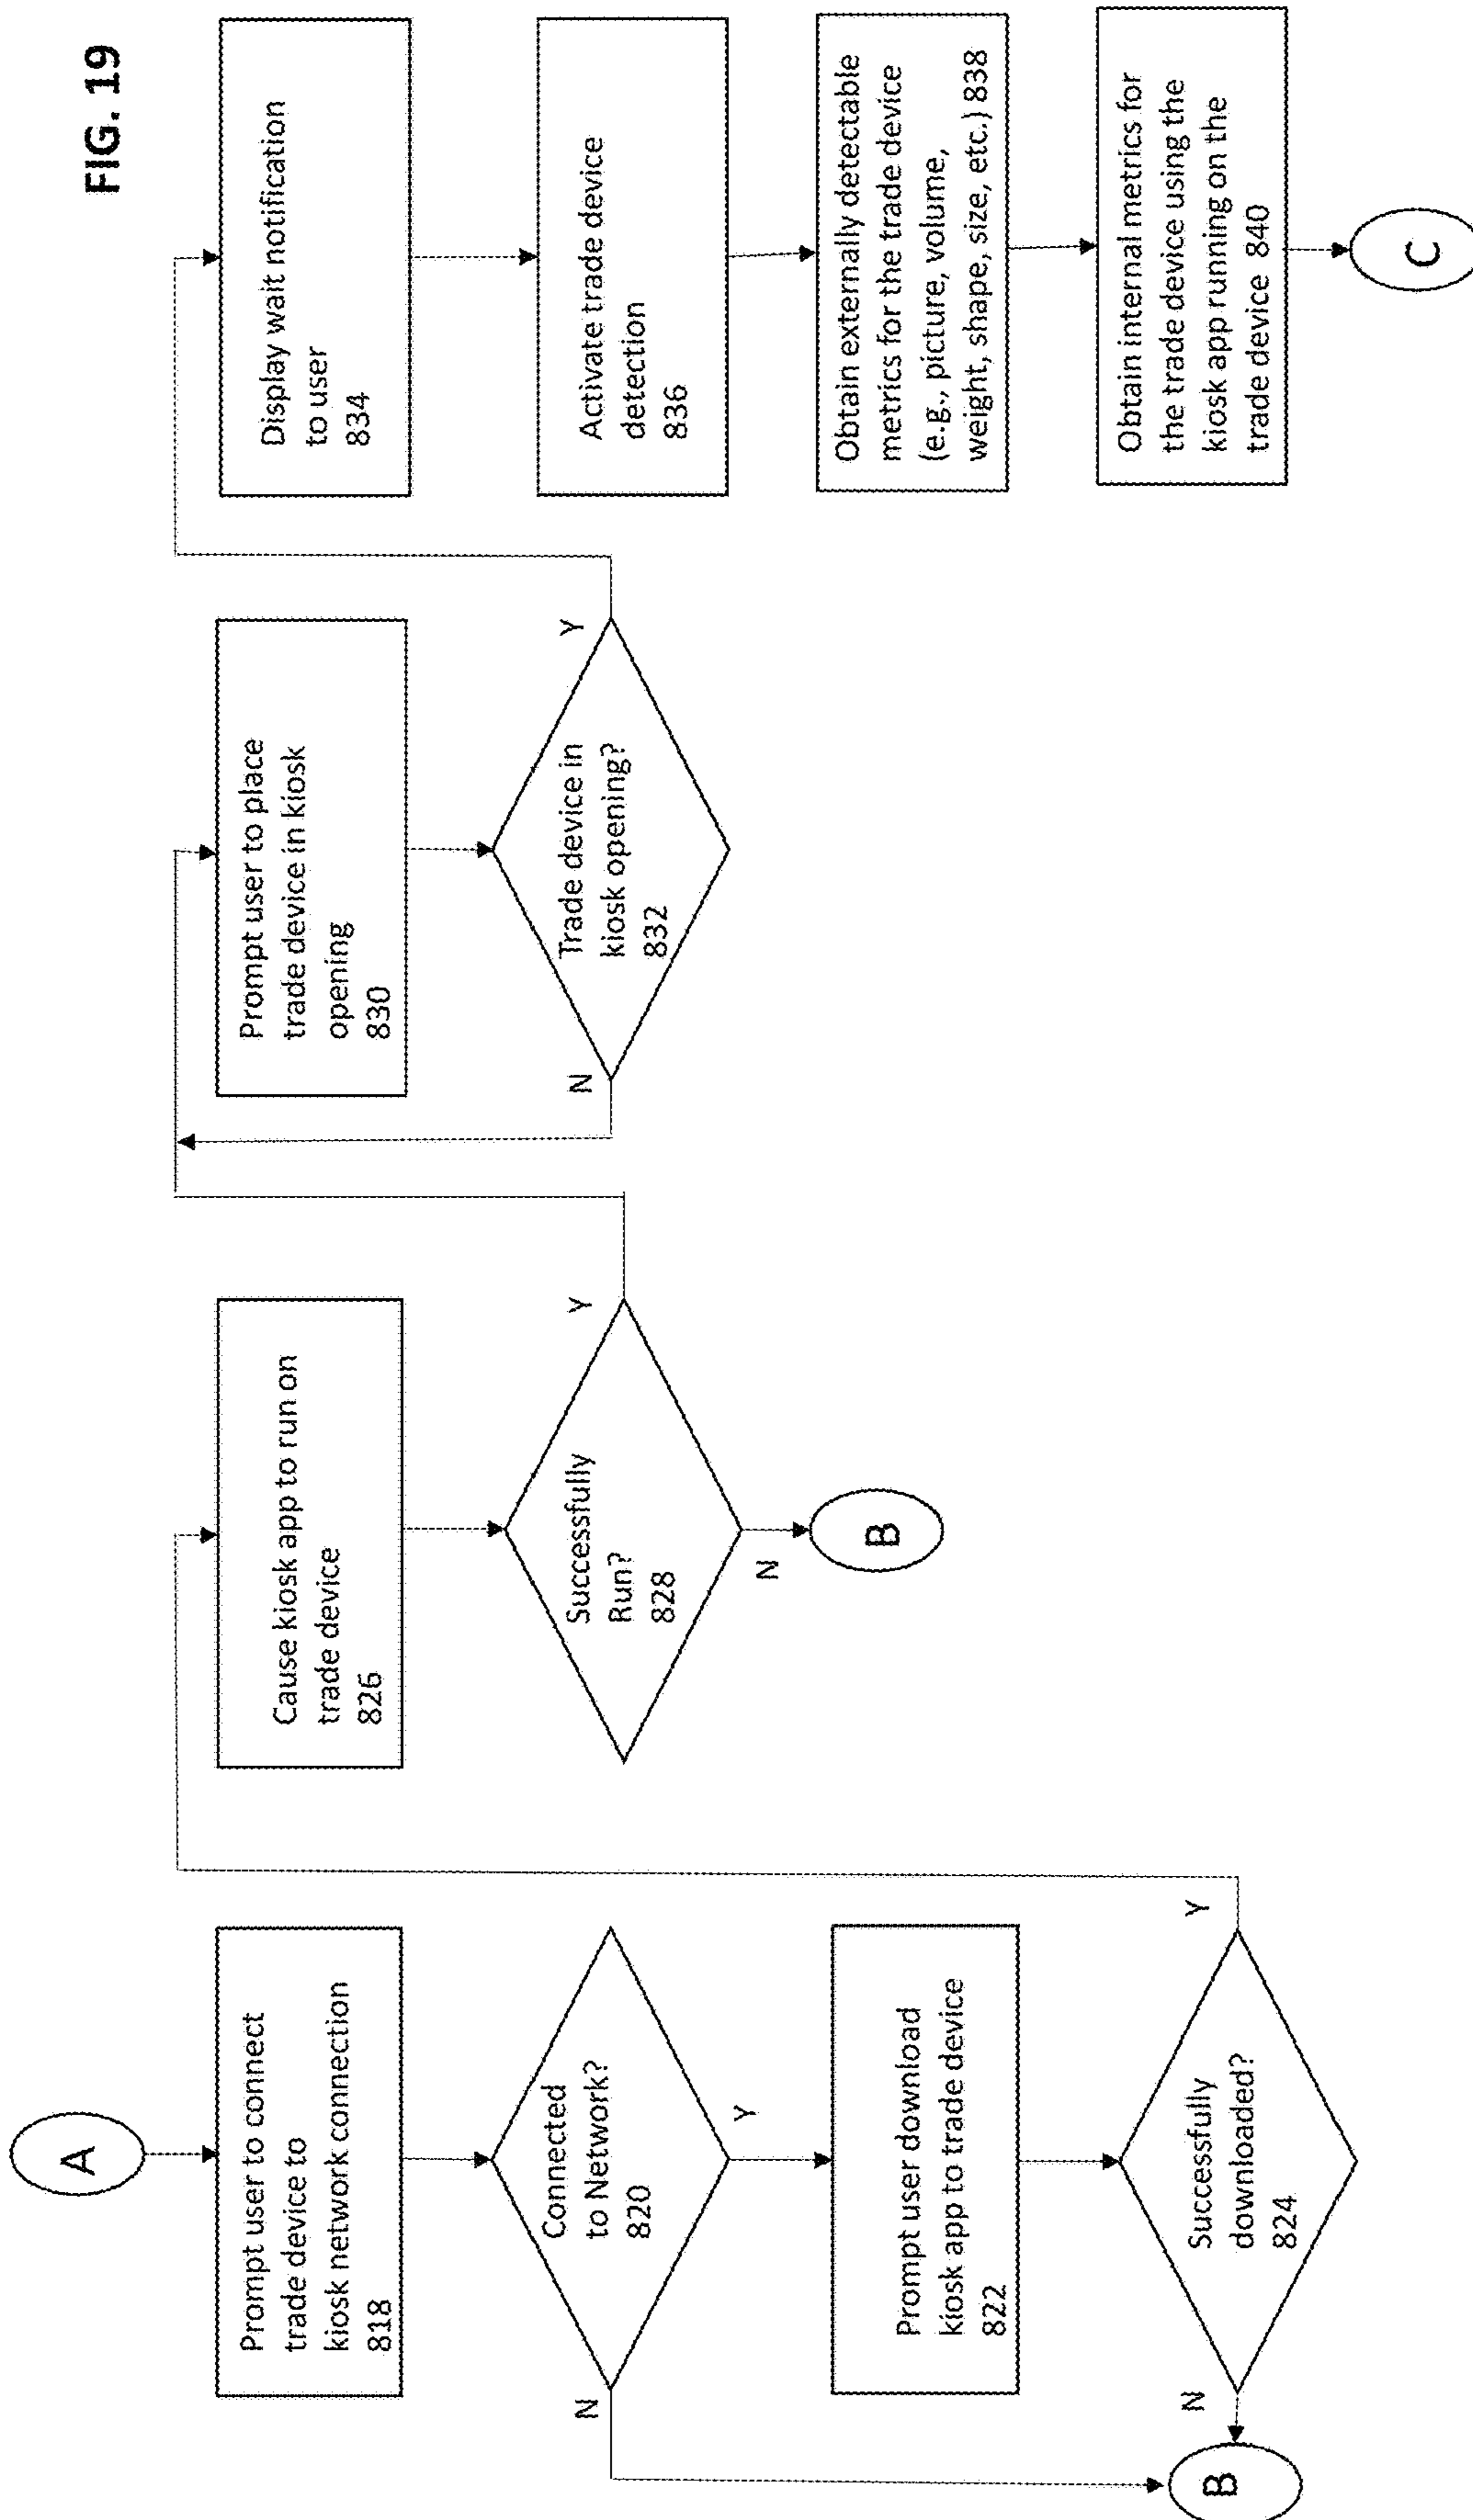 FIG. 19
A
Prompt user to connect
trade device to
kiosk network connection
818
Connected
to Network?
820
N
Y
Prompt user download
kiosk app to trade device
822
Successfully
downloaded?
824
N
Y
B
Cause kiosk app to run on
trade device
826
Successfully
Run?
828
Y
N
B
Prompt user to place
trade device in kiosk
opening
830
Trade device in
kiosk opening?
832
N
Y
Display wait notification
to user
834
Activate trade device
detection
836
Obtain externally detectable
metrics for the trade device
(e.g., picture, volume,
weight, shape, size, etc.) 838
Obtain internal metrics for
the trade device using the
kiosk app running on the
trade device 840
C